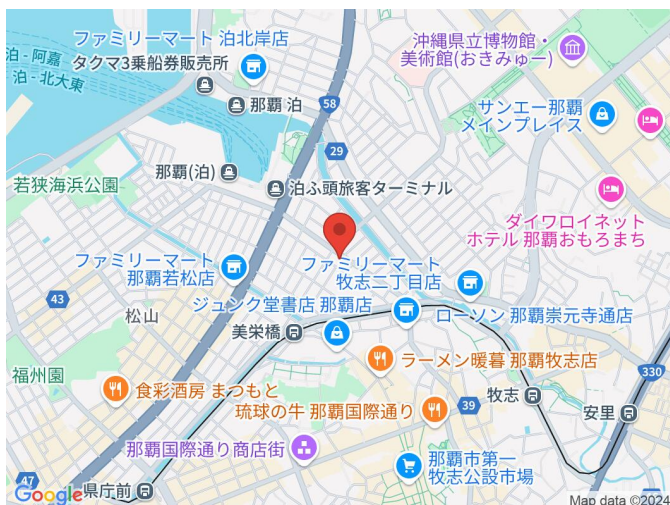 ファミリーマート 泊北岸店
タクマ3乗船券販売所
泊 - 阿嘉
泊 - 北大東
那覇 泊
58
29
沖縄県立博物館・
美術館(おきみゅー)
サンエー那覇
メインプレイス
那覇(泊)
泊ふ頭旅客ターミナル
若狭海浜公園
ダイワロイネット
ホテル 那覇おもろまち
ファミリーマート
那覇若松店
ファミリーマート
牧志二丁目店
43
松山
ジュンク堂書店 那覇店
ローソン 那覇崇元寺通店
美栄橋
福州園
ラーメン暖暮 那覇牧志店
330
食彩酒房 まつもと
琉球の牛 那覇国際通り
39
牧志
安里
那覇国際通り商店街
那覇市第一
牧志公設市場
47
県庁前
Google
Map data ©2024